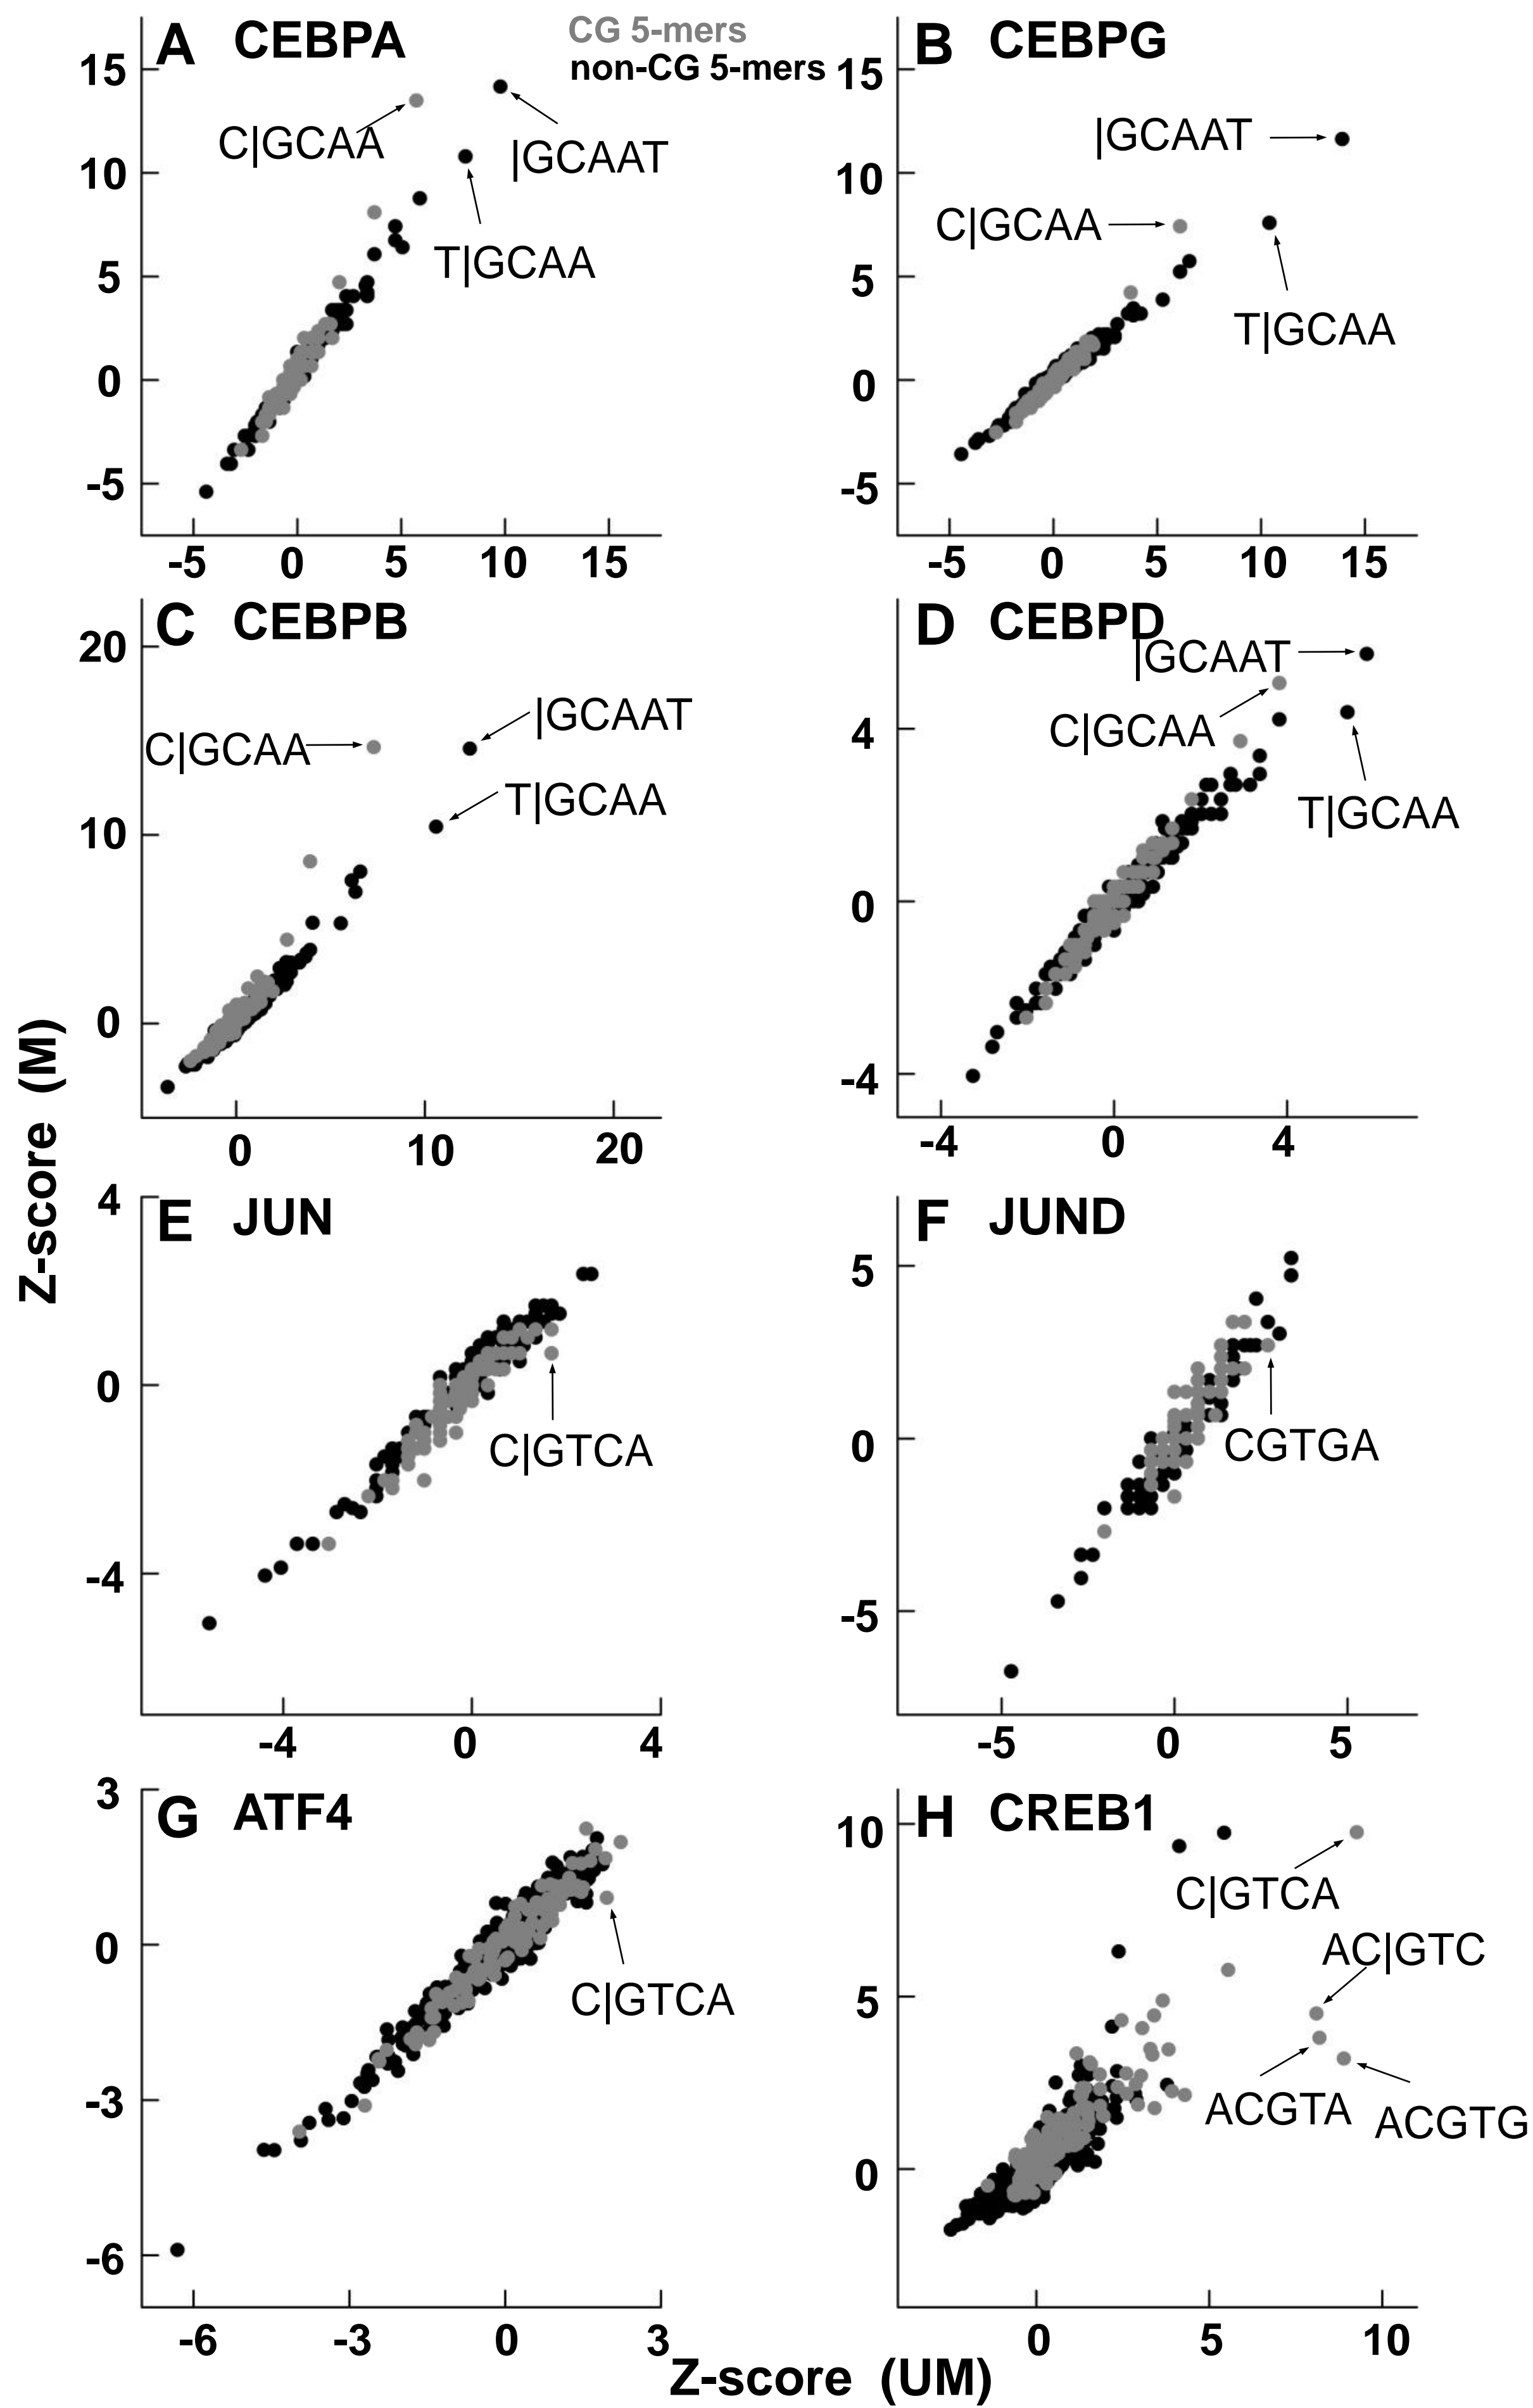 A CEBPA
CG 5-mers
non-CG 5-mers
15
10
5
0
-5
C|GCAA
|GCAAT
T|GCAA
-5 0 5 10 15
B CEBPG
15
10
5
0
-5
|GCAAT
C|GCAA
T|GCAA
-5 0 5 10 15
C CEBPB
20
10
0
|GCAAT
C|GCAA
T|GCAA
0 10 20
D CEBPD
4
0
-4
|GCAAT
C|GCAA
T|GCAA
-4 0 4
Z-score (M)
E JUN
4
0
-4
C|GTCA
-4 0 4
F JUND
5
0
-5
CGTGA
-5 0 5
G ATF4
3
0
-3
-6
C|GTCA
-6 -3 0 3
H CREB1
10
5
0
C|GTCA
AC|GTC
ACGTA
ACGTG
0 5 10
Z-score (UM)